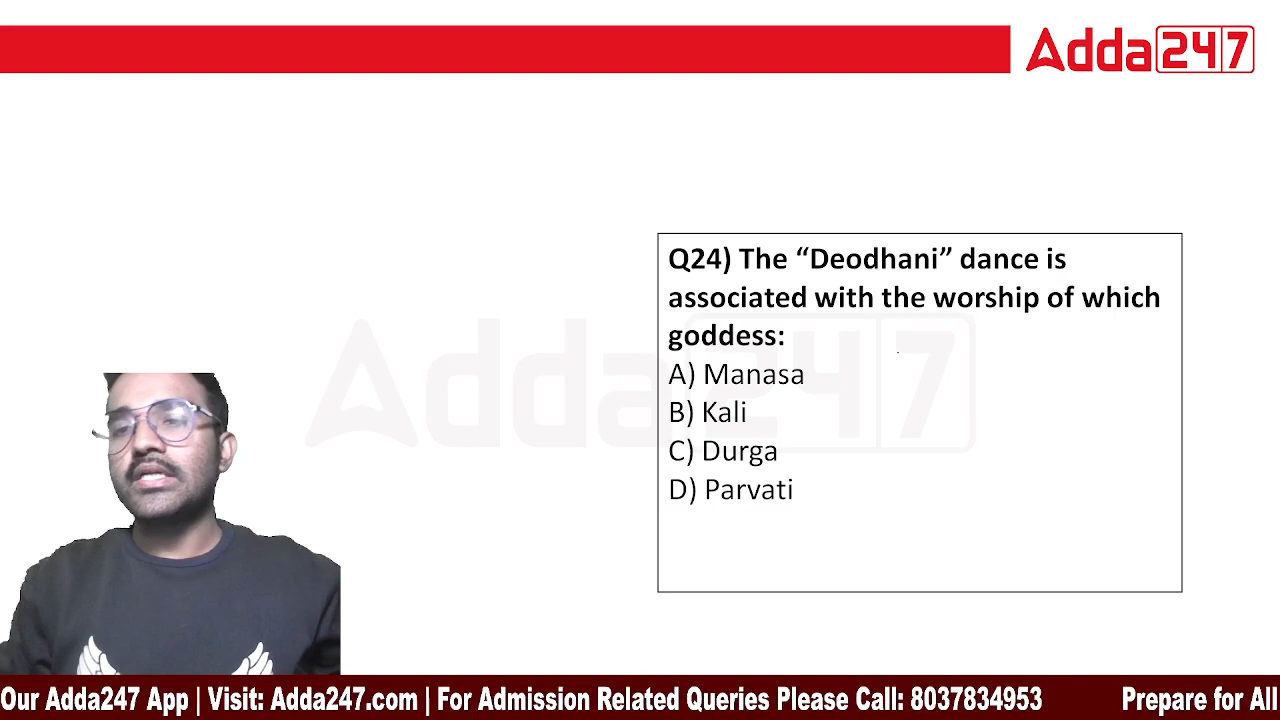 Adda247
Q24) The “Deodhani” dance is
associated with the worship of which
goddess:
A) Manasa
B) Kali
C) Durga
D) Parvati
Adda247
Our Adda247 App | Visit: Adda247.com | For Admission Related Queries Please Call: 8037834953 Prepare for All